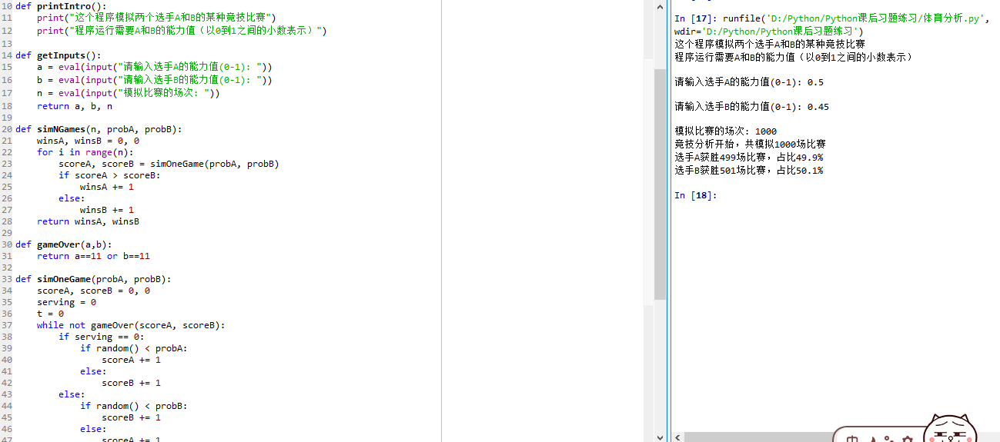 10 def printIntro():
11     print("这个程序模拟两个选手A和B的某种竞技比赛")
12     print("程序运行需要A和B的能力值（以0到1之间的小数表示）")
13
14 def getInputs():
15     a = eval(input("请输入选手A的能力值(0-1): "))
16     b = eval(input("请输入选手B的能力值(0-1): "))
17     n = eval(input("模拟比赛的场次: "))
18     return a, b, n
19
20 def simNGames(n, probA, probB):
21     winsA, winsB = 0, 0
22     for i in range(n):
23         scoreA, scoreB = simOneGame(probA, probB)
24         if scoreA > scoreB:
25             winsA += 1
26         else:
27             winsB += 1
28     return winsA, winsB
29
30 def gameOver(a,b):
31     return a==11 or b==11
32
33 def simOneGame(probA, probB):
34     scoreA, scoreB = 0, 0
35     serving = 0
36     t = 0
37     while not gameOver(scoreA, scoreB):
38         if serving == 0:
39             if random() < probA:
40                 scoreA += 1
41             else:
42                 scoreB += 1
43         else:
44             if random() < probB:
45                 scoreB += 1
46             else:
47                 scoreA += 1
In [17]: runfile('D:/Python/Python课后习题练习/体育分析.py',
wdir='D:/Python/Python课后习题练习')
这个程序模拟两个选手A和B的某种竞技比赛
程序运行需要A和B的能力值（以0到1之间的小数表示）
请输入选手A的能力值(0-1): 0.5
请输入选手B的能力值(0-1): 0.45
模拟比赛的场次: 1000
竞技分析开始，共模拟1000场比赛
选手A获胜499场比赛，占比49.9%
选手B获胜501场比赛，占比50.1%
In [18]: